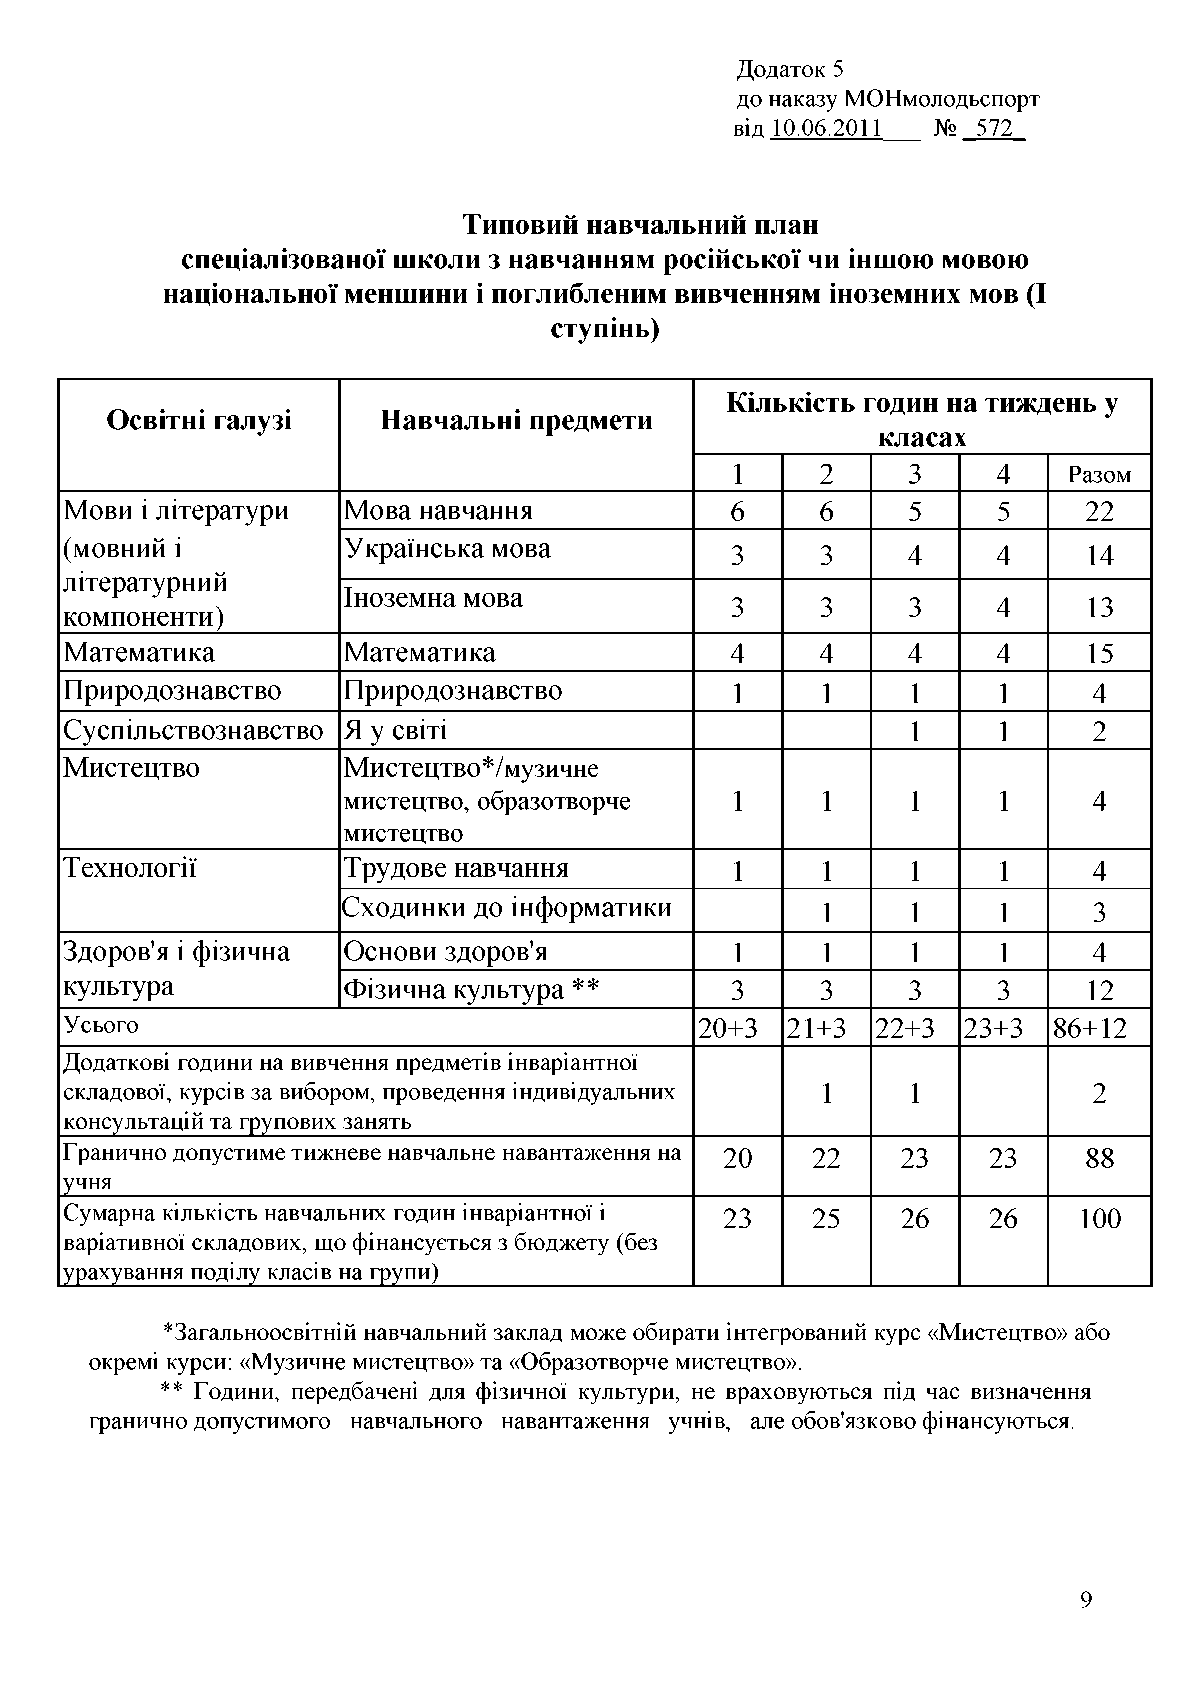 Додаток 5
до наказу МОНмолодьспорт
від 10.06.2011___ № _572_
Типовий навчальний план
спеціалізованої школи з навчанням російської чи іншою мовою
національної меншини і поглибленим вивченням іноземних мов (І
ступінь)
Освітні галузі Навчальні предмети Кількість годин на тиждень у
класах
1 2 3 4 Разом
Мови і літератури Мова навчання 6 6 5 5 22
(мовний і Українська мова 3 3 4 4 14
літературний
компоненти) Іноземна мова 3 3 3 4 13
Математика Математика 4 4 4 4 15
Природознавство Природознавство 1 1 1 1 4
Суспільствознавство Я у світі 1 1 2
Мистецтво Мистецтво*/музичне
мистецтво, образотворче 1 1 1 1 4
мистецтво
Технології Трудове навчання 1 1 1 1 4
Сходинки до інформатики 1 1 1 3
Здоров'я і фізична Основи здоров'я 1 1 1 1 4
культура Фізична культура ** 3 3 3 3 12
Усього 20+3 21+3 22+3 23+3 86+12
Додаткові години на вивчення предметів інваріантної
складової, курсів за вибором, проведення індивідуальних 1 1 2
консультацій та групових занять
Гранично допустиме тижневе навчальне навантаження на 20 22 23 23 88
учня
Сумарна кількість навчальних годин інваріантної і 23 25 26 26 100
варіативної складових, що фінансується з бюджету (без
урахування поділу класів на групи)
*Загальноосвітній навчальний заклад може обирати інтегрований курс «Мистецтво» або
окремі курси: «Музичне мистецтво» та «Образотворче мистецтво».
** Години, передбачені для фізичної культури, не враховуються під час визначення
гранично допустимого навчального навантаження учнів, але обов'язково фінансуються.
9